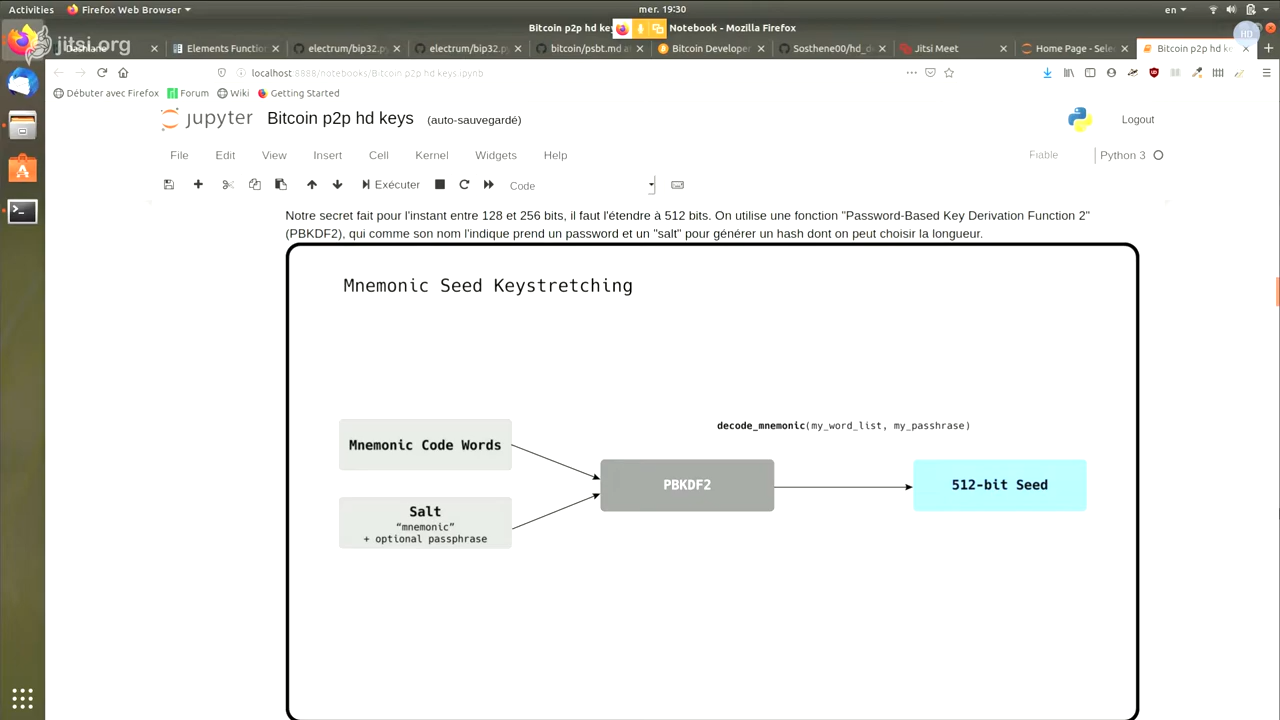 Activities
Firefox Web Browser
mer. 19:30
en
Bitcoin p2p hd key
Notebook - Mozilla Firefox
jitsi.org
Elements Function
electrum/bip32.p
electrum/bip32.p
bitcoin/psbt.md a
Bitcoin Developer
Sosthene00/hd_d
Jitsi Meet
Home Page - Sele
Bitcoin p2p hd k
HD
localhost:8888/notebooks/Bitcoin p2p hd keys.ipynb
Débuter avec Firefox
Forum
Wiki
Getting Started
jupyter
Bitcoin p2p hd keys
(auto-sauvegardé)
Logout
File
Edit
View
Insert
Cell
Kernel
Widgets
Help
Fiable
Python 3
Exécuter
Code
Notre secret fait pour l'instant entre 128 et 256 bits, il faut l'étendre à 512 bits. On utilise une fonction "Password-Based Key Derivation Function 2"
(PBKDF2), qui comme son nom l'indique prend un password et un "salt" pour générer un hash dont on peut choisir la longueur.
Mnemonic Seed Keystretching
decode_mnemonic(my_word_list, my_passhrase)
Mnemonic Code Words
PBKDF2
512-bit Seed
Salt
“mnemonic”
+ optional passphrase